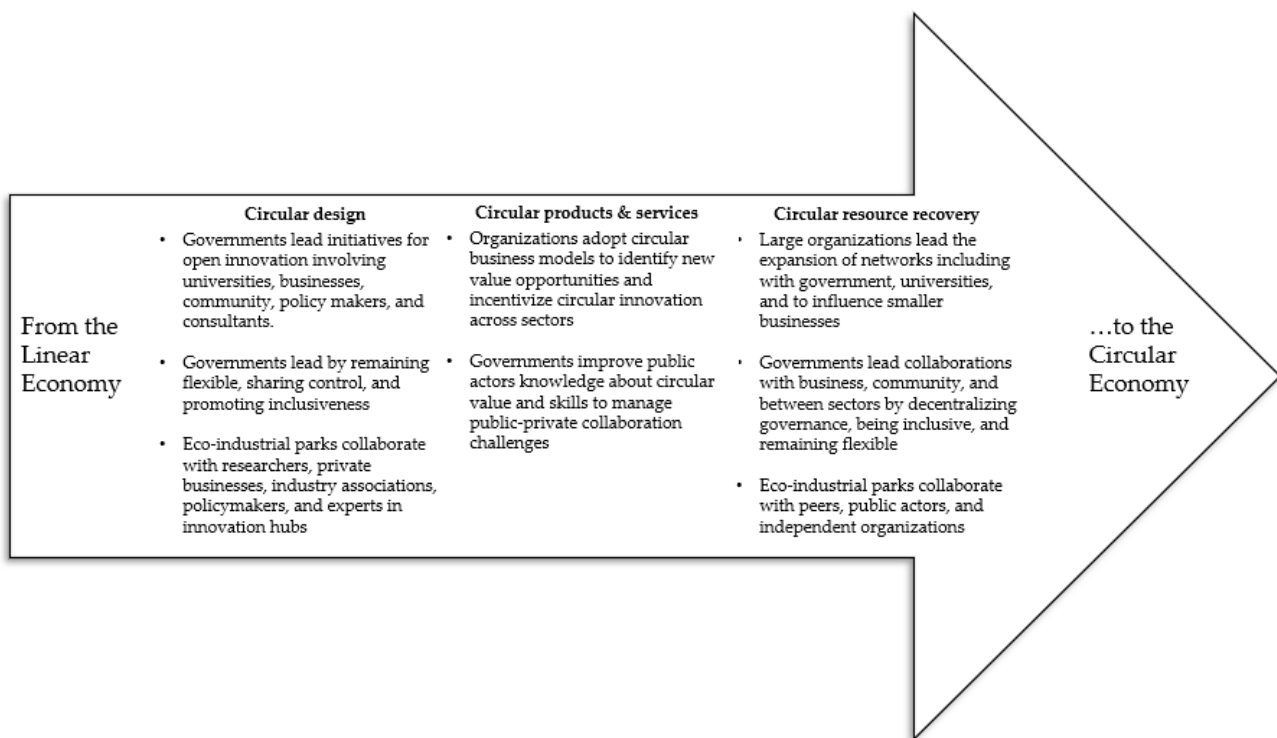 From the
Linear
Economy
Circular design
• Governments lead initiatives for
open innovation involving
universities, businesses,
community, policy makers, and
consultants.
• Governments lead by remaining
flexible, sharing control, and
promoting inclusiveness
• Eco-industrial parks collaborate
with researchers, private
businesses, industry associations,
policymakers, and experts in
innovation hubs
Circular products & services
• Organizations adopt circular
business models to identify new
value opportunities and
incentivize circular innovation
across sectors
• Governments improve public
actors knowledge about circular
value and skills to manage
public-private collaboration
challenges
Circular resource recovery
• Large organizations lead the
expansion of networks including
with government, universities,
and to influence smaller
businesses
• Governments lead collaborations
with business, community, and
between sectors by decentralizing
governance, being inclusive, and
remaining flexible
• Eco-industrial parks collaborate
with peers, public actors, and
independent organizations
...to the
Circular
Economy